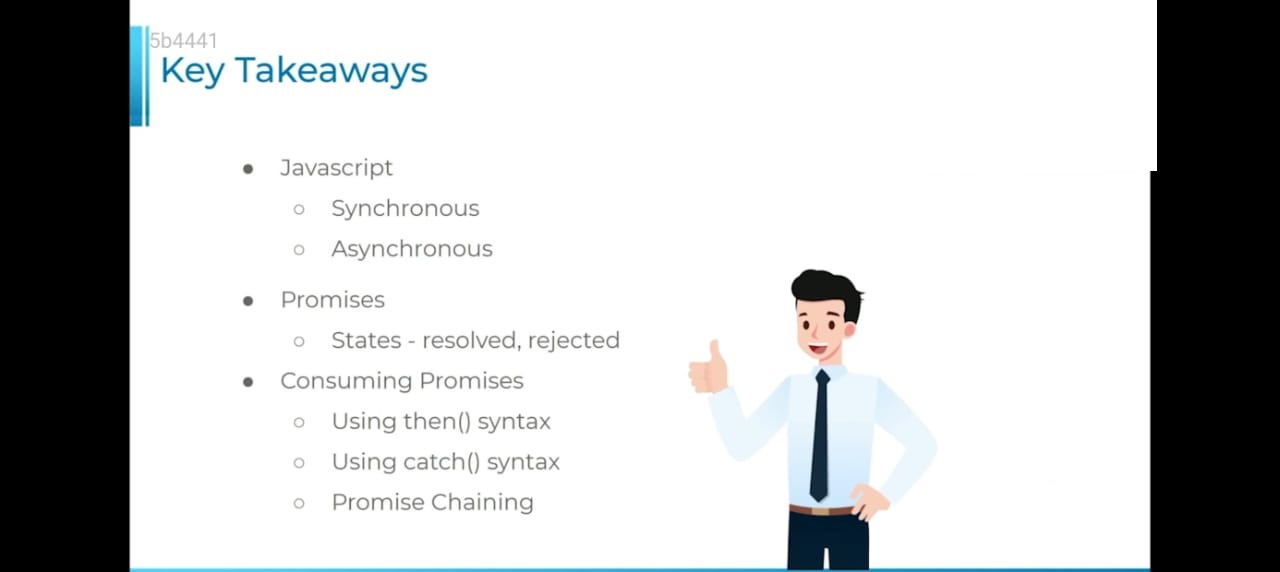 5b4441
Key Takeaways
● Javascript
○ Synchronous
○ Asynchronous
● Promises
○ States - resolved, rejected
● Consuming Promises
○ Using then() syntax
○ Using catch() syntax
○ Promise Chaining